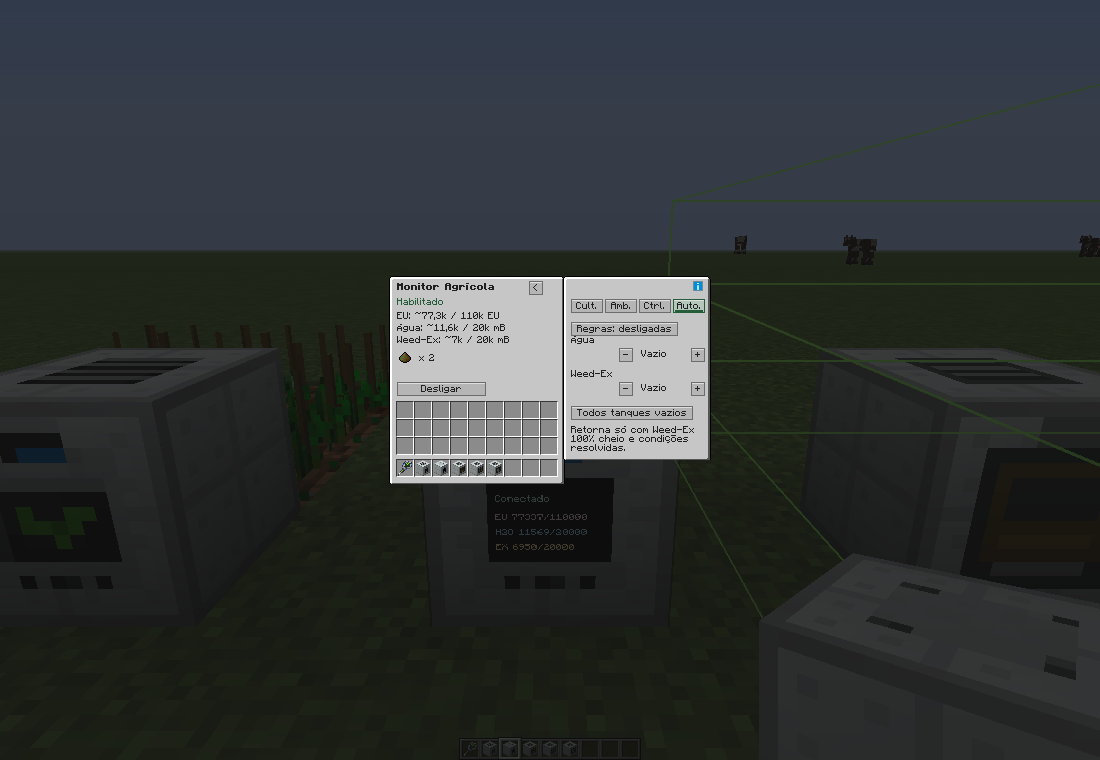 Monitor Agrícola
<
Habilitado
EU: ~77,3k / 110k EU
Água: ~11,6k / 20k mB
Weed-Ex: ~7k / 20k mB
x 2
Desligar
i
Cult. Amb. Ctrl. Auto.
Regras: desligadas
Água
− Vazio +
Weed-Ex
− Vazio +
Todos tanques vazios
Retorna só com Weed-Ex
100% cheio e condições
resolvidas.
Conectado
EU 77337/110000
H2O 11569/20000
EX 6950/20000